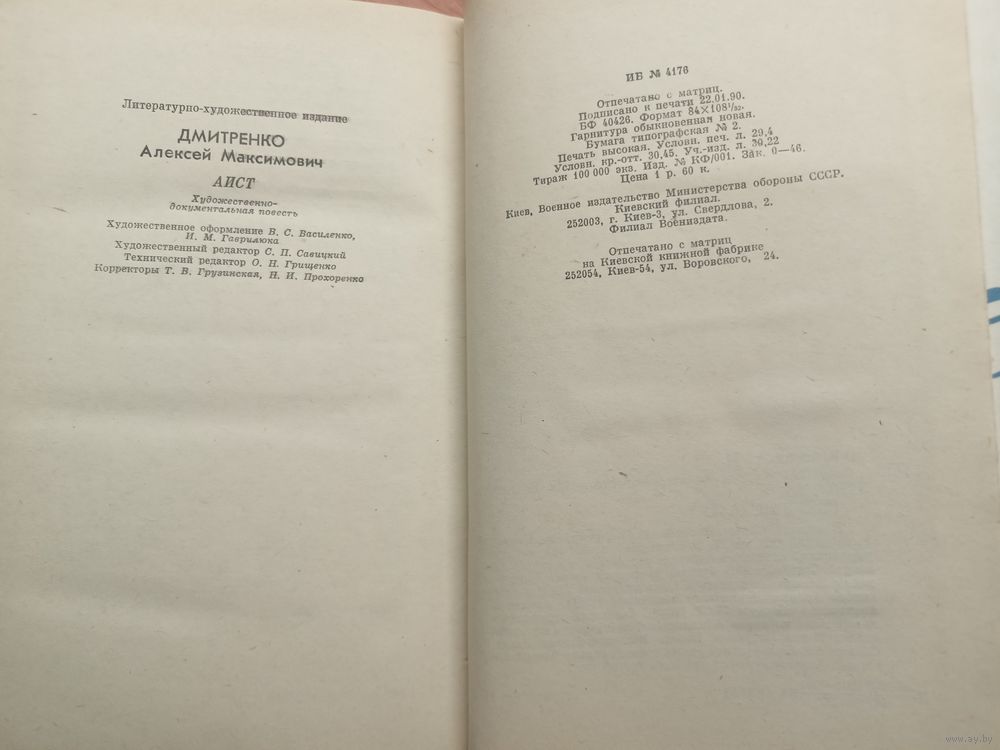 Литературно-художественное издание
ДМИТРЕНКО
Алексей Максимович
АИСТ
Художественно-
документальная повесть
Художественное оформление В. С. Василенко,
И. М. Гаврилюка
Художественный редактор С. П. Савицкий
Технический редактор О. Н. Грищенко
Корректоры Т. В. Грузинская, Н. И. Прохоренко
ИБ № 4176
Отпечатано с матриц.
Подписано к печати 22.01.90.
БФ 40426. Формат 84×108¹/₃₂.
Гарнитура обыкновенная новая.
Бумага типографская № 2.
Печать высокая. Условн. печ. л. 29,4
Условн. кр.-отт. 30,45. Уч.-изд. л. 30,22
Тираж 100 000 экз. Изд. № КФ/001. Зак. 0—46.
Цена 1 р. 60 к.
Киев, Военное издательство Министерства обороны СССР.
Киевский филиал.
252003, г. Киев-3, ул. Свердлова, 2.
Филиал Воениздата.
Отпечатано с матриц
на Киевской книжной фабрике
252054, Киев-54, ул. Воровского, 24.
www.ay.by